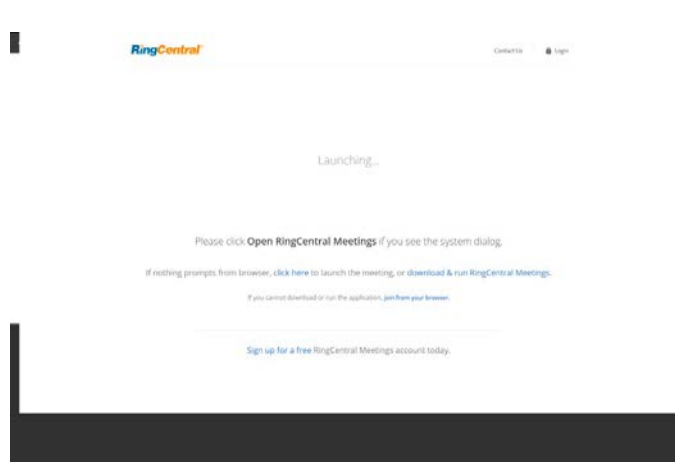 RingCentral
Contact Us
Login
Launching...
Please click Open RingCentral Meetings if you see the system dialog.
If nothing prompts from browser, click here to launch the meeting, or download & run RingCentral Meetings.
If you cannot download or run the application, join from your browser.
Sign up for a free RingCentral Meetings account today.